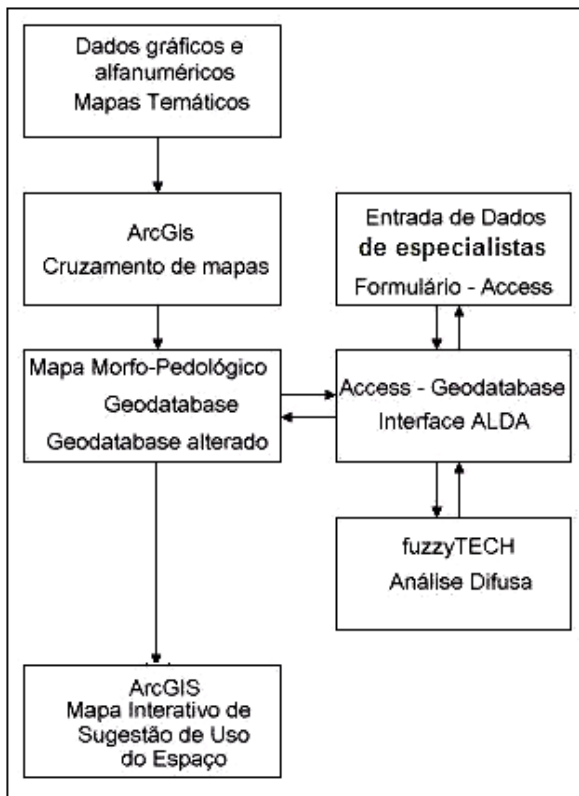 Dados gráficos e
alfanuméricos
Mapas Temáticos
ArcGis
Cruzamento de mapas
Entrada de Dados
de especialistas
Formulário - Access
Mapa Morfo-Pedológico
Geodatabase
Geodatabase alterado
Access - Geodatabase
Interface ALDA
fuzzyTECH
Análise Difusa
ArcGIS
Mapa Interativo de
Sugestão de Uso
do Espaço